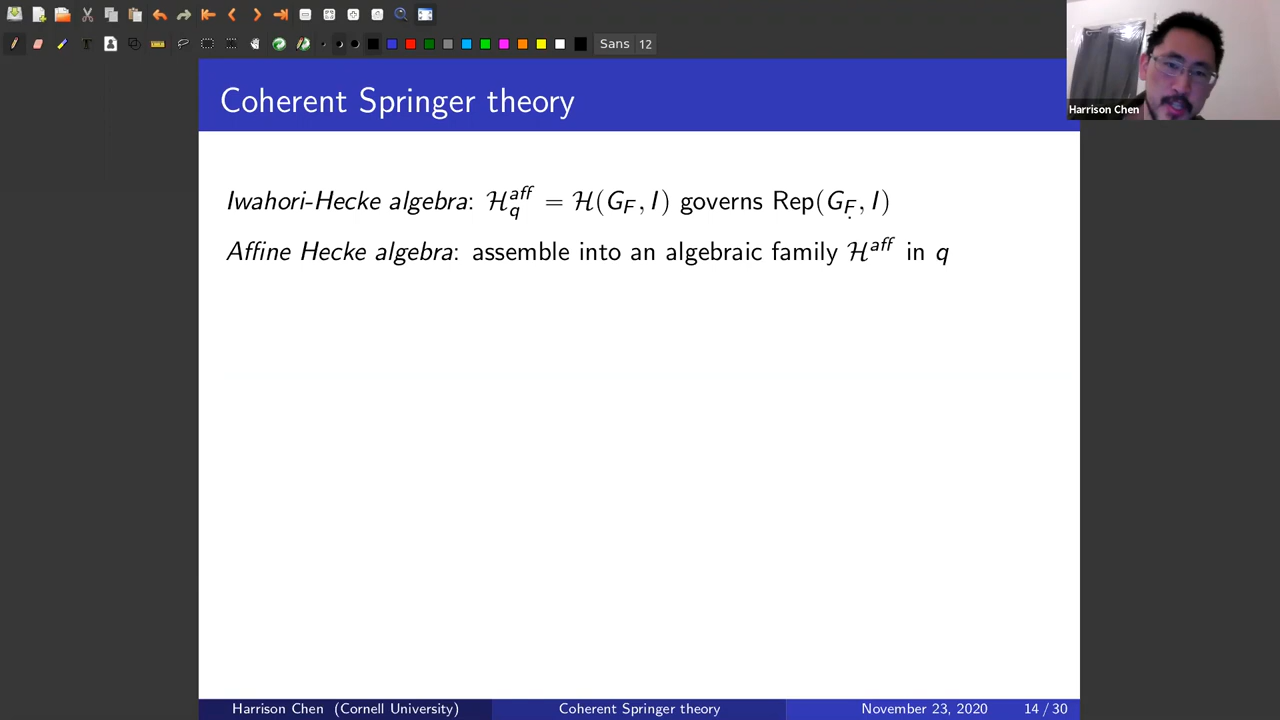 Sans 12
Harrison Chen
Coherent Springer theory
Iwahori-Hecke algebra: ℋ_q^{aff} = ℋ(G_F, I) governs Rep(G_F, I)
Affine Hecke algebra: assemble into an algebraic family ℋ^{aff} in q
Harrison Chen (Cornell University) Coherent Springer theory November 23, 2020 14 / 30